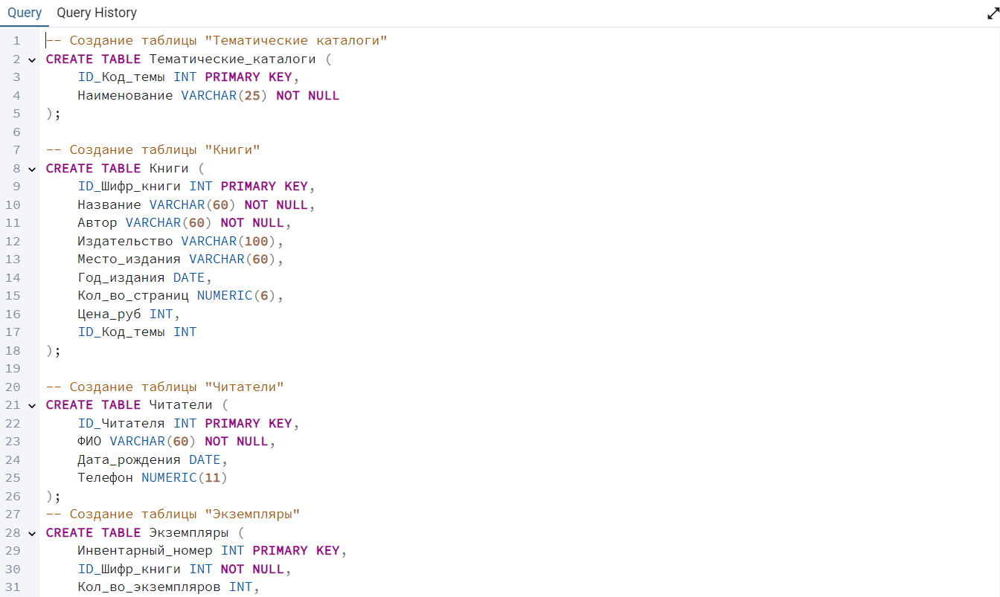 Query Query History
1 -- Создание таблицы "Тематические каталоги"
2 CREATE TABLE Тематические_каталоги (
3 ID_Код_темы INT PRIMARY KEY,
4 Наименование VARCHAR(25) NOT NULL
5 );
6
7 -- Создание таблицы "Книги"
8 CREATE TABLE Книги (
9 ID_Шифр_книги INT PRIMARY KEY,
10 Название VARCHAR(60) NOT NULL,
11 Автор VARCHAR(60) NOT NULL,
12 Издательство VARCHAR(100),
13 Место_издания VARCHAR(60),
14 Год_издания DATE,
15 Кол_во_страниц NUMERIC(6),
16 Цена_руб INT,
17 ID_Код_темы INT
18 );
19
20 -- Создание таблицы "Читатели"
21 CREATE TABLE Читатели (
22 ID_Читателя INT PRIMARY KEY,
23 ФИО VARCHAR(60) NOT NULL,
24 Дата_рождения DATE,
25 Телефон NUMERIC(11)
26 );
27 -- Создание таблицы "Экземпляры"
28 CREATE TABLE Экземпляры (
29 Инвентарный_номер INT PRIMARY KEY,
30 ID_Шифр_книги INT NOT NULL,
31 Кол_во_экземпляров INT,